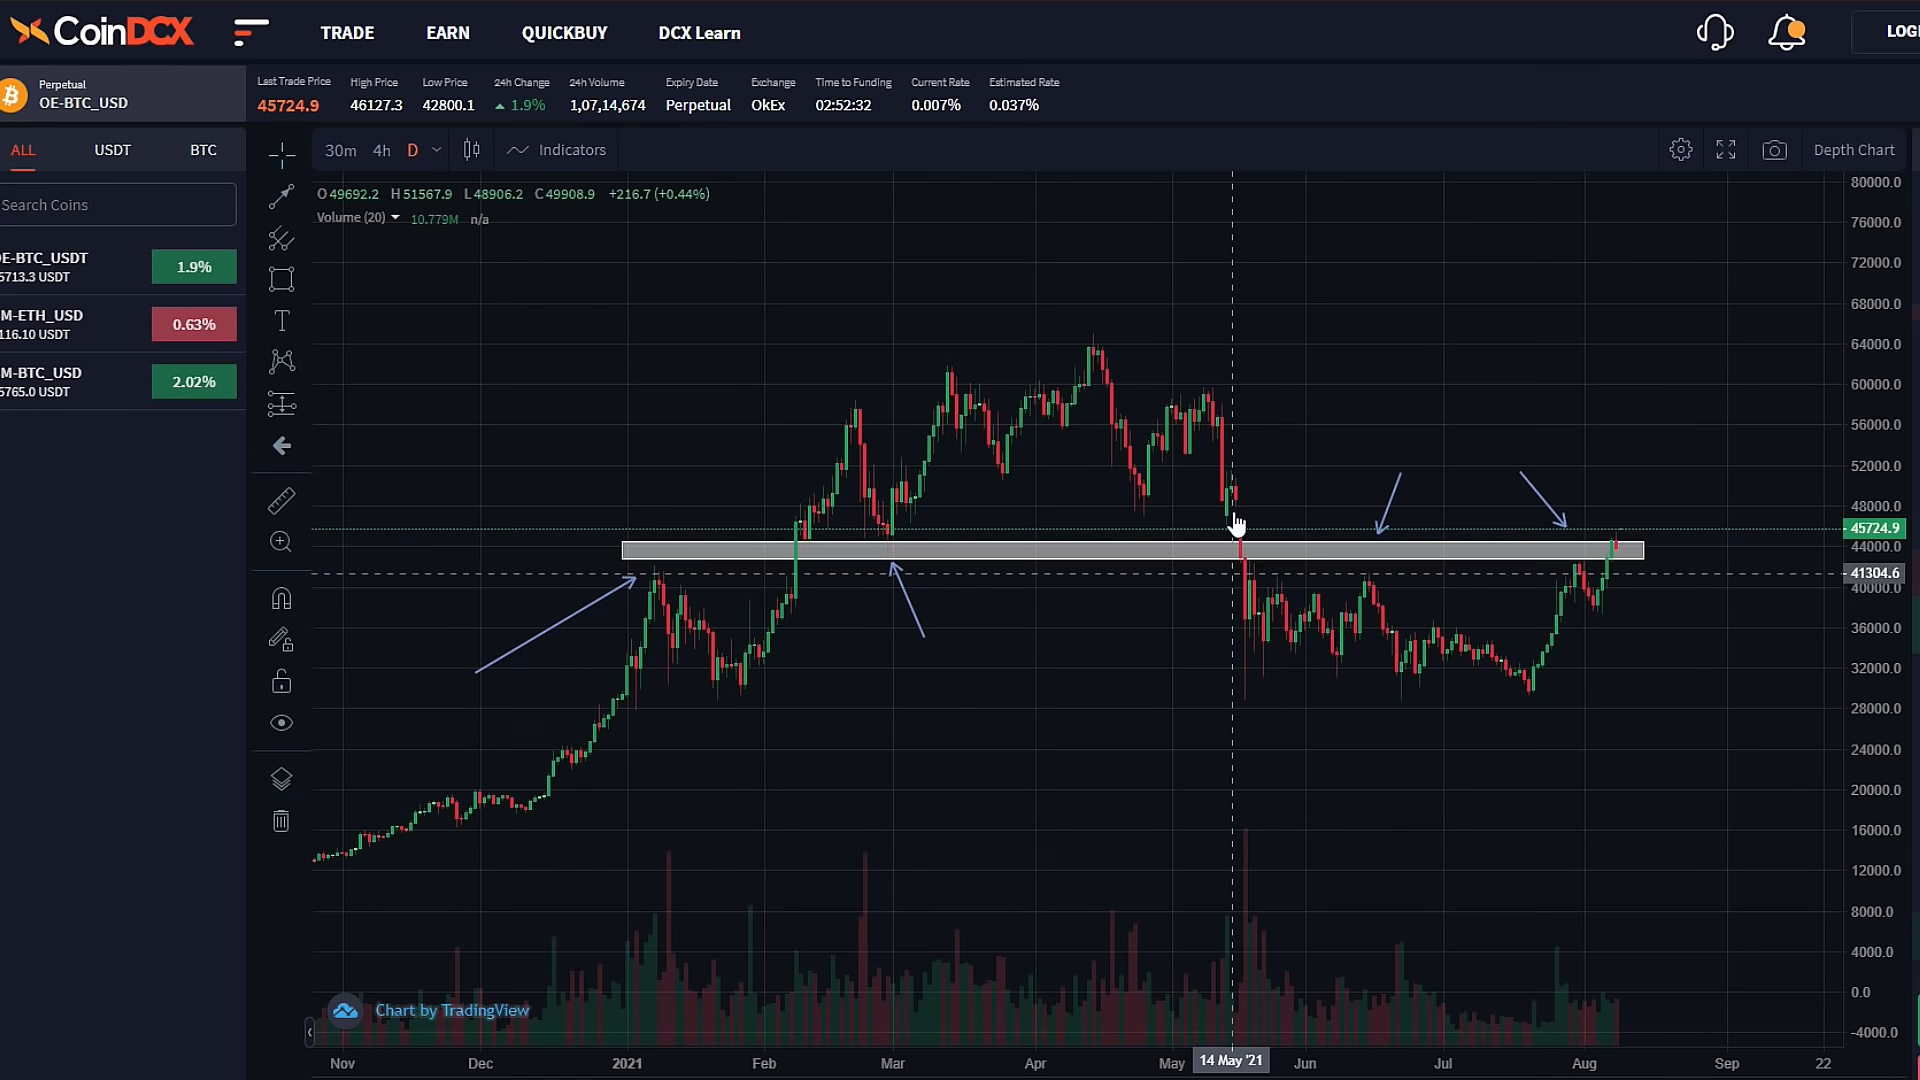 CoinDCX
TRADE EARN QUICKBUY DCX Learn LOGI
Perpetual
OE-BTC_USD
Last Trade Price High Price Low Price 24h Change 24h Volume Expiry Date Exchange Time to Funding Current Rate Estimated Rate
45724.9 46127.3 42800.1 1.9% 1,07,14,674 Perpetual OkEx 02:52:32 0.007% 0.037%
ALL USDT BTC
30m 4h D Indicators Depth Chart
O 49692.2 H 51567.9 L 48906.2 C 49908.9 +216.7 (+0.44%)
Volume (20) 10.779M n/a
Search Coins
OE-BTC_USDT
5713.3 USDT
1.9%
M-ETH_USD
116.10 USDT
0.63%
M-BTC_USD
5765.0 USDT
2.02%
80000.0
76000.0
72000.0
68000.0
64000.0
60000.0
56000.0
52000.0
48000.0
45724.9
44000.0
41304.6
40000.0
36000.0
32000.0
28000.0
24000.0
20000.0
16000.0
12000.0
8000.0
4000.0
0.0
-4000.0
Chart by TradingView
Nov Dec 2021 Feb Mar Apr May 14 May '21 Jun Jul Aug Sep 22